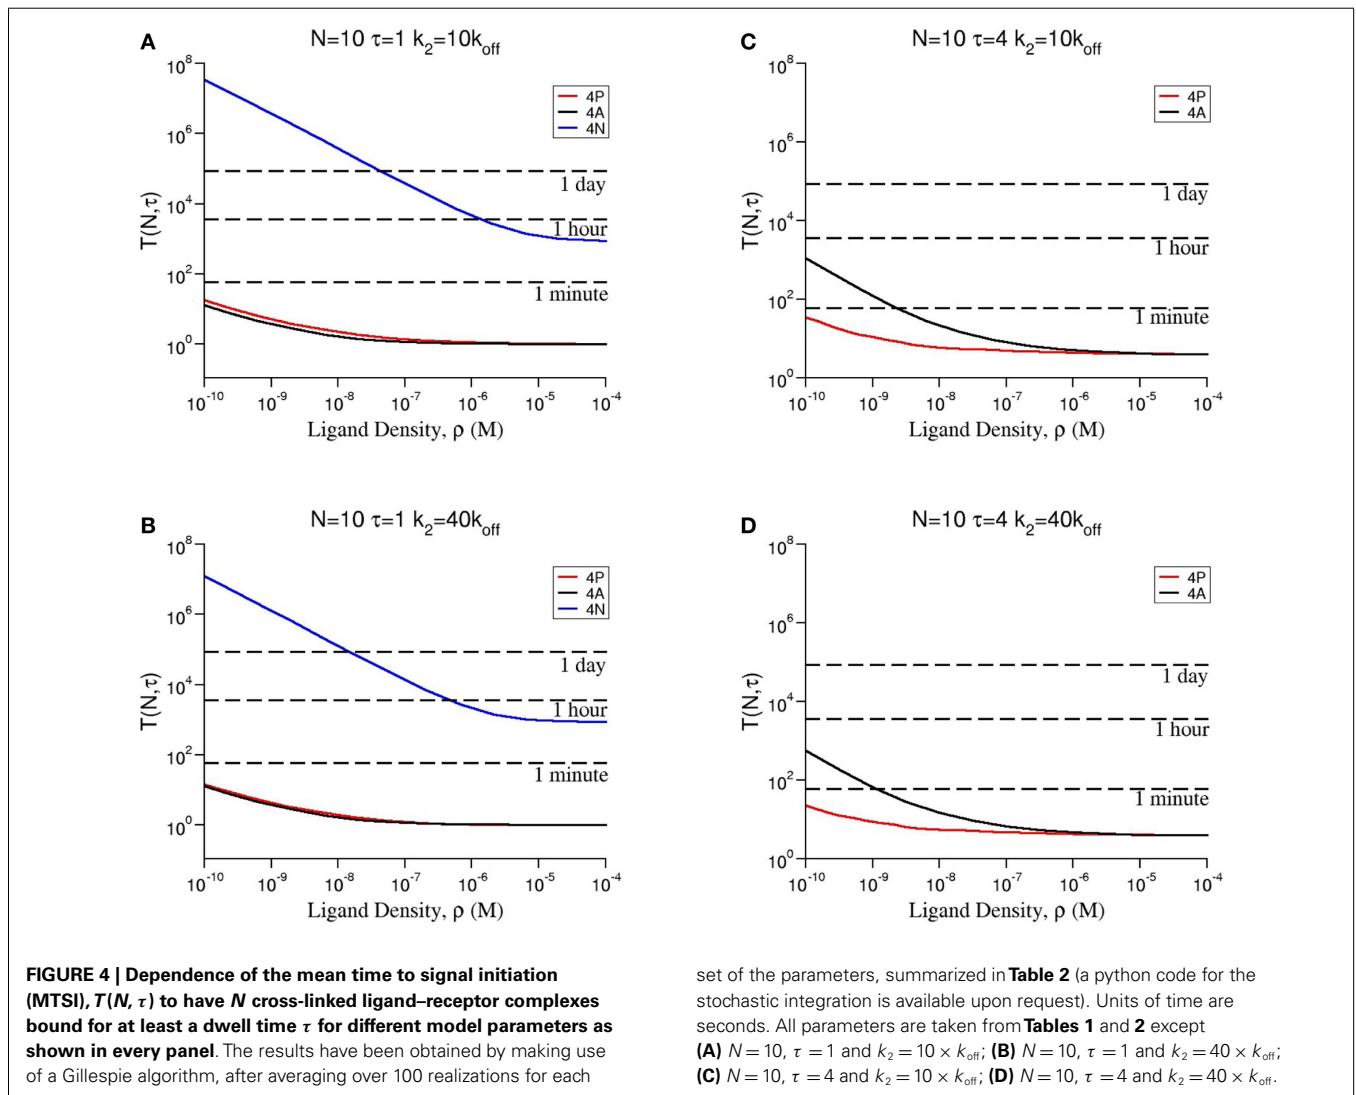 A
N=10 τ=1 k2=10koff
10^8
10^6
10^4
10^2
10^0
T(N,τ)
4P
4A
4N
1 day
1 hour
1 minute
10^-10 10^-9 10^-8 10^-7 10^-6 10^-5 10^-4
Ligand Density, ρ (M)
C
N=10 τ=4 k2=10koff
10^8
10^6
10^4
10^2
10^0
T(N,τ)
4P
4A
1 day
1 hour
1 minute
10^-10 10^-9 10^-8 10^-7 10^-6 10^-5 10^-4
Ligand Density, ρ (M)
B
N=10 τ=1 k2=40koff
10^8
10^6
10^4
10^2
10^0
T(N,τ)
4P
4A
4N
1 day
1 hour
1 minute
10^-10 10^-9 10^-8 10^-7 10^-6 10^-5 10^-4
Ligand Density, ρ (M)
D
N=10 τ=4 k2=40koff
10^8
10^6
10^4
10^2
10^0
T(N,τ)
4P
4A
1 day
1 hour
1 minute
10^-10 10^-9 10^-8 10^-7 10^-6 10^-5 10^-4
Ligand Density, ρ (M)
FIGURE 4 | Dependence of the mean time to signal initiation
(MTSI), T(N, τ) to have N cross-linked ligand–receptor complexes
bound for at least a dwell time τ for different model parameters as
shown in every panel. The results have been obtained by making use
of a Gillespie algorithm, after averaging over 100 realizations for each
set of the parameters, summarized in Table 2 (a python code for the
stochastic integration is available upon request). Units of time are
seconds. All parameters are taken from Tables 1 and 2 except
(A) N = 10, τ = 1 and k2 = 10 × koff; (B) N = 10, τ = 1 and k2 = 40 × koff;
(C) N = 10, τ = 4 and k2 = 10 × koff; (D) N = 10, τ = 4 and k2 = 40 × koff.